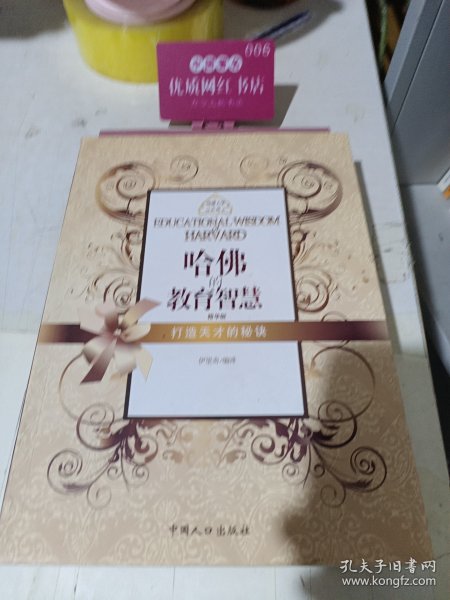 006
优质网红书店
EDUCATIONAL WISDOM
HARVARD
哈佛
的
教育智慧
打造天才的秘诀
中国人口出版社
孔夫子旧书网
www.kongfz.com